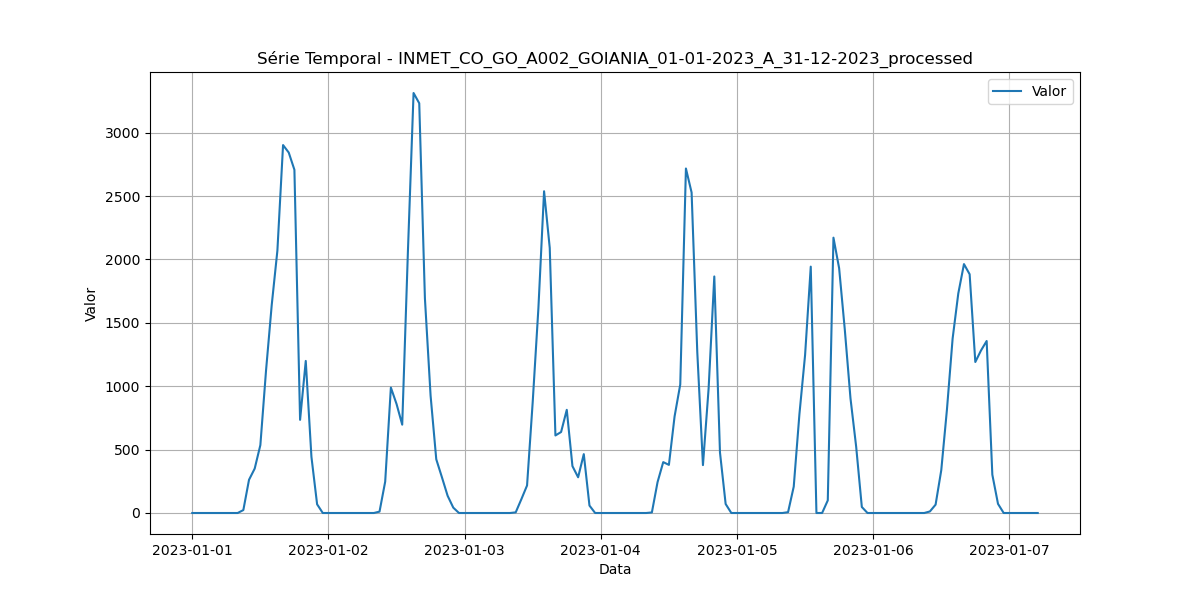 Série Temporal - INMET_CO_GO_A002_GOIANIA_01-01-2023_A_31-12-2023_processed
Valor
3000
2500
2000
1500
1000
500
0
Valor
2023-01-01 2023-01-02 2023-01-03 2023-01-04 2023-01-05 2023-01-06 2023-01-07
Data